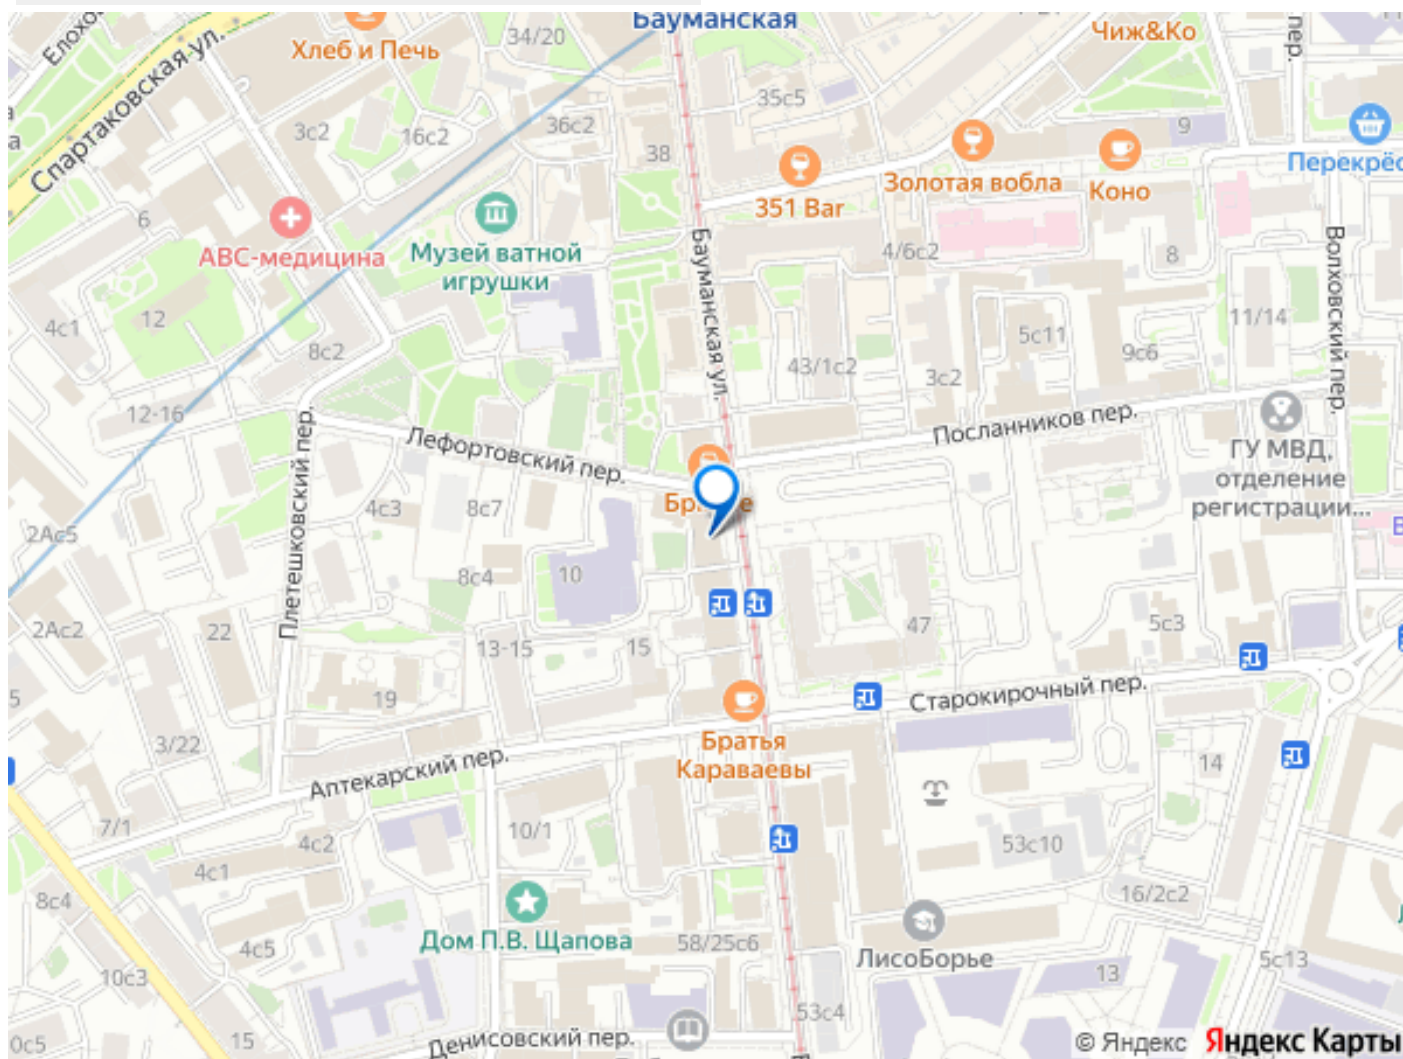 Бауманская
Чиж&Ко
пер.
34/20
Хлеб и Печь
Елохов
Спартаковская ул.
35с5
3с2
16с2
36с2
38
9
Перекрёс
Золотая вобла
Коно
351 Bar
6
АВС-медицина
Музей ватной
игрушки
Бауманская ул.
4/6с2
8
Волховский пер.
4с1
12
8с2
43/1с2
3с2
5с11
9с6
11/14
12-16
Плетешковский пер.
Лефортовский пер.
Посланников пер.
ГУ МВД,
отделение
регистрации...
2Ас5
4с3
8с7
8с4
10
2Ас2
22
13-15
15
47
5с3
5
19
3/22
Старокирочный пер.
Братья
Караваевы
Аптекарский пер.
14
7/1
4с2
4с1
10/1
53с10
8с4
16/2с2
Дом П.В. Щапова
58/25с6
ЛисоБорье
4с5
10с3
13
5с13
53с4
0с5
15
Денисовский пер.
© Яндекс Яндекс Карты